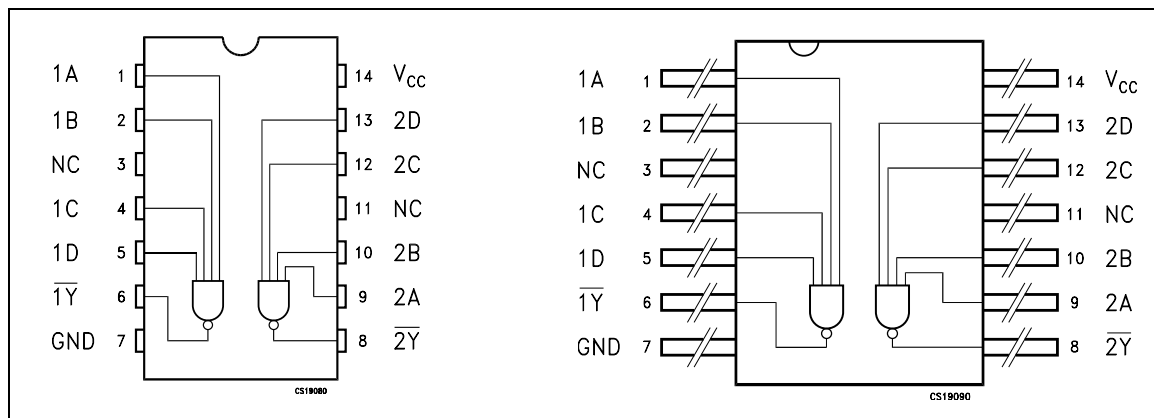 1A 1 14 V_CC
1B 2 13 2D
NC 3 12 2C
1C 4 11 NC
1D 5 10 2B
1Y̅ 6 9 2A
GND 7 8 2Y̅
CS19080
1A 1 14 V_CC
1B 2 13 2D
NC 3 12 2C
1C 4 11 NC
1D 5 10 2B
1Y̅ 6 9 2A
GND 7 8 2Y̅
CS19090